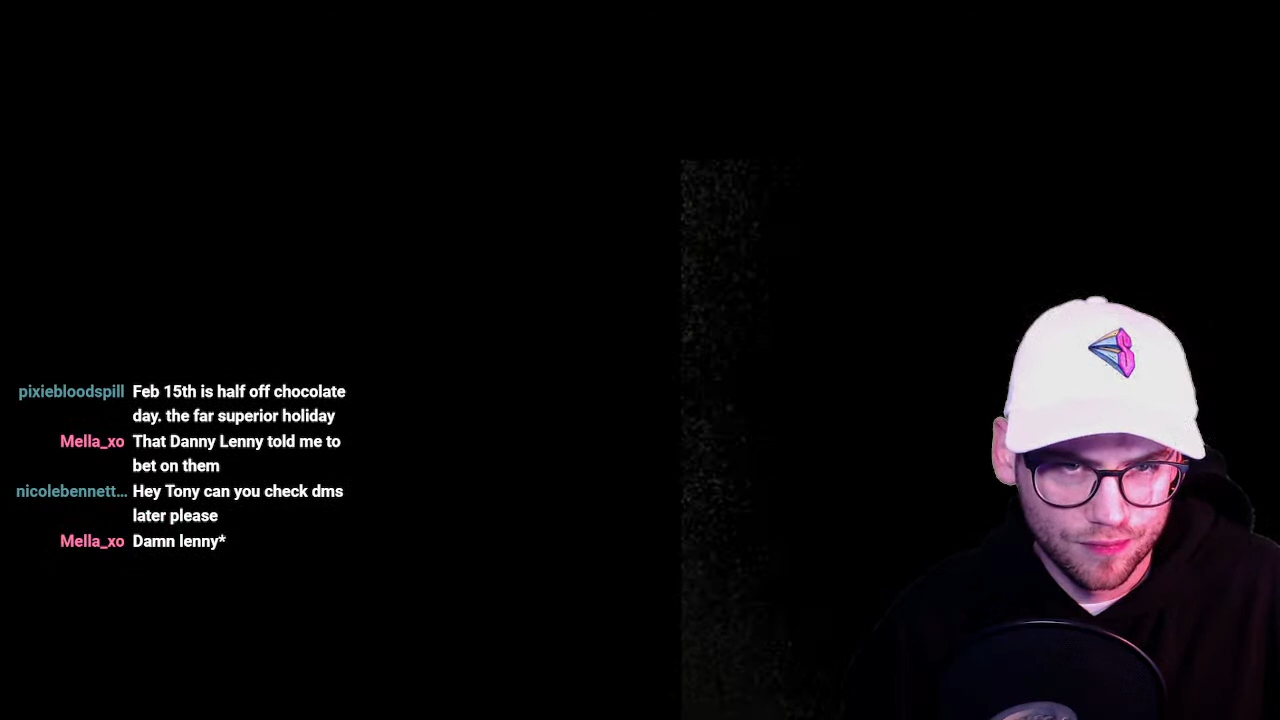 pixiebloodspill Feb 15th is half off chocolate
day. the far superior holiday
Mella_xo That Danny Lenny told me to
bet on them
nicolebennett... Hey Tony can you check dms
later please
Mella_xo Damn lenny*